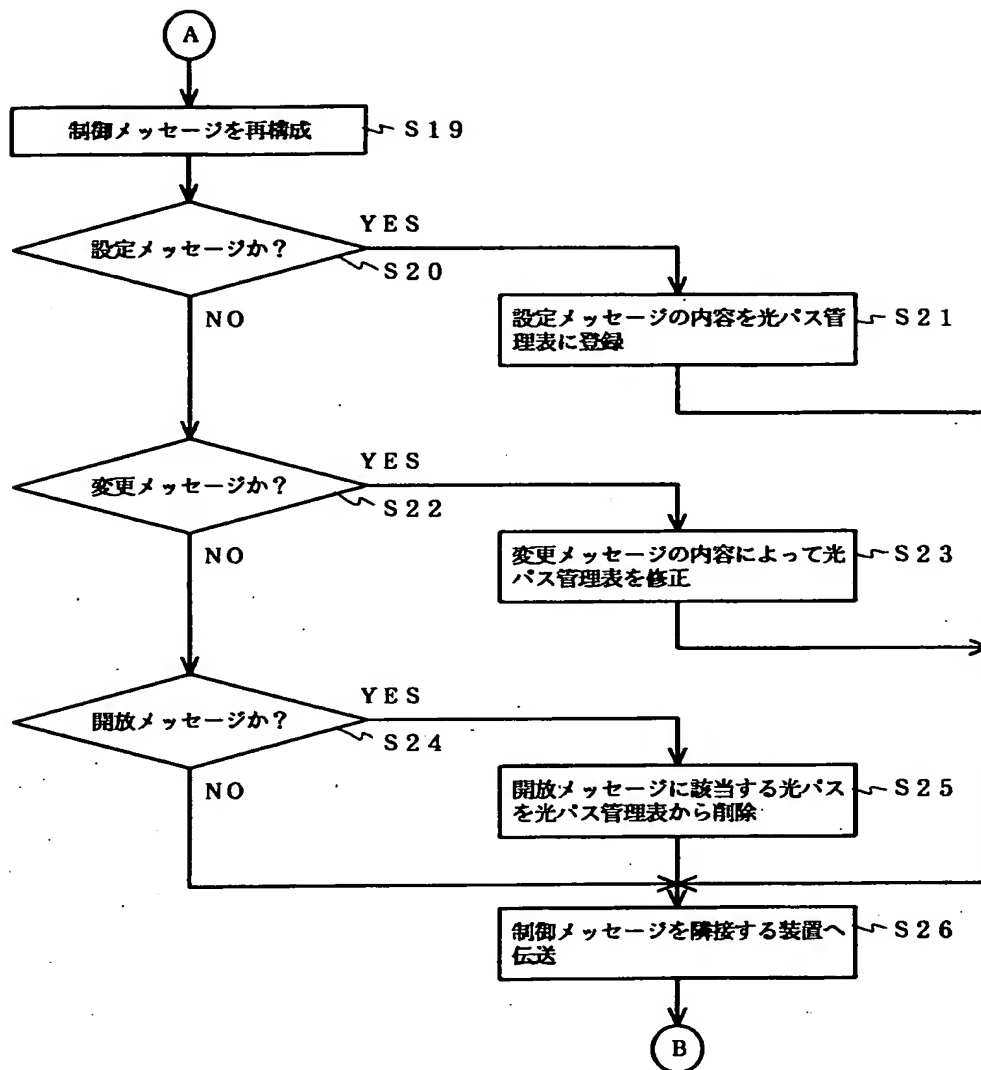 A
制御メッセージを再構成
S19
YES
設定メッセージか?
S20
NO
設定メッセージの内容を光パス管
理表に登録
S21
YES
変更メッセージか?
S22
NO
変更メッセージの内容によって光
パス管理表を修正
S23
YES
開放メッセージか?
S24
NO
開放メッセージに該当する光パス
を光パス管理表から削除
S25
制御メッセージを隣接する装置へ
伝送
S26
B